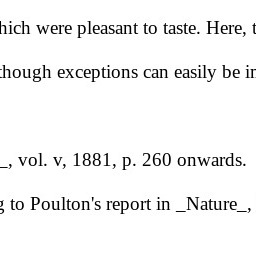 hich were pleasant to taste. Here,
though exceptions can easily be
_, vol. v, 1881, p. 260 onwards.
to Poulton's report in _Nature_,